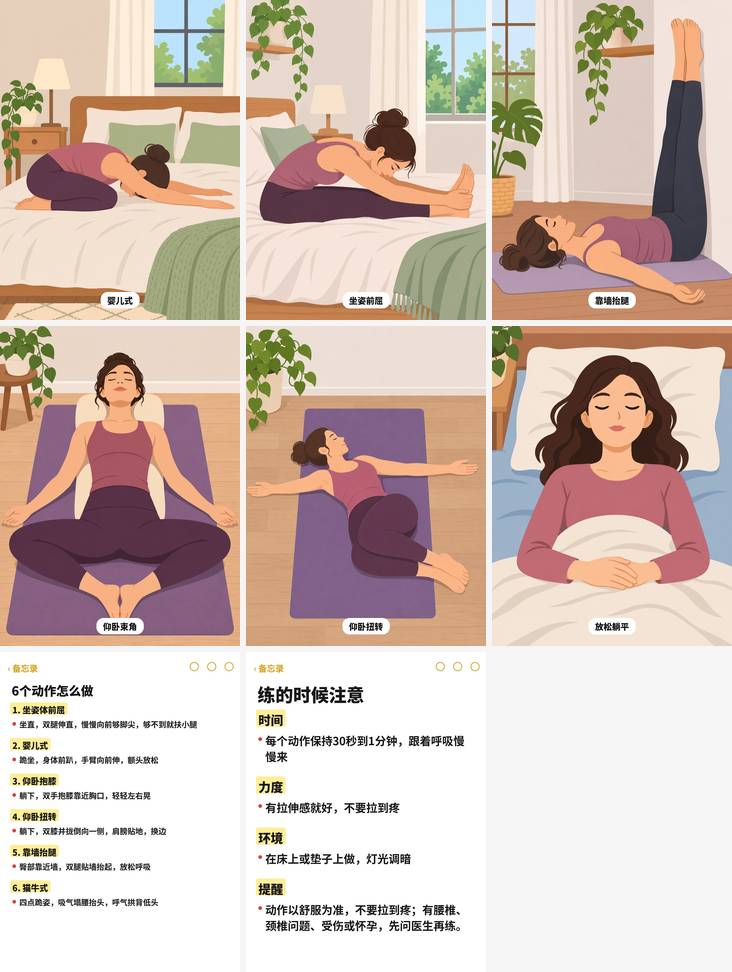 婴儿式
坐姿前屈
靠墙抬腿
仰卧束角
仰卧扭转
放松躺平
‹ 备忘录
6个动作怎么做
1. 坐姿体前屈
• 坐直，双腿伸直，慢慢向前够脚尖，够不到就扶小腿
2. 婴儿式
• 跪坐，身体前趴，手臂向前伸，额头放松
3. 仰卧抱膝
• 躺下，双手抱膝靠近胸口，轻轻左右晃
4. 仰卧扭转
• 躺下，双膝并拢倒向一侧，肩膀贴地，换边
5. 靠墙抬腿
• 臀部靠近墙，双腿贴墙抬起，放松呼吸
6. 猫牛式
• 四点跪姿，吸气塌腰抬头，呼气拱背低头
‹ 备忘录
练的时候注意
时间
• 每个动作保持30秒到1分钟，跟着呼吸慢
慢来
力度
• 有拉伸感就好，不要拉到疼
环境
• 在床上或垫子上做，灯光调暗
提醒
• 动作以舒服为准，不要拉到疼；有腰椎、
颈椎问题、受伤或怀孕，先问医生再练。